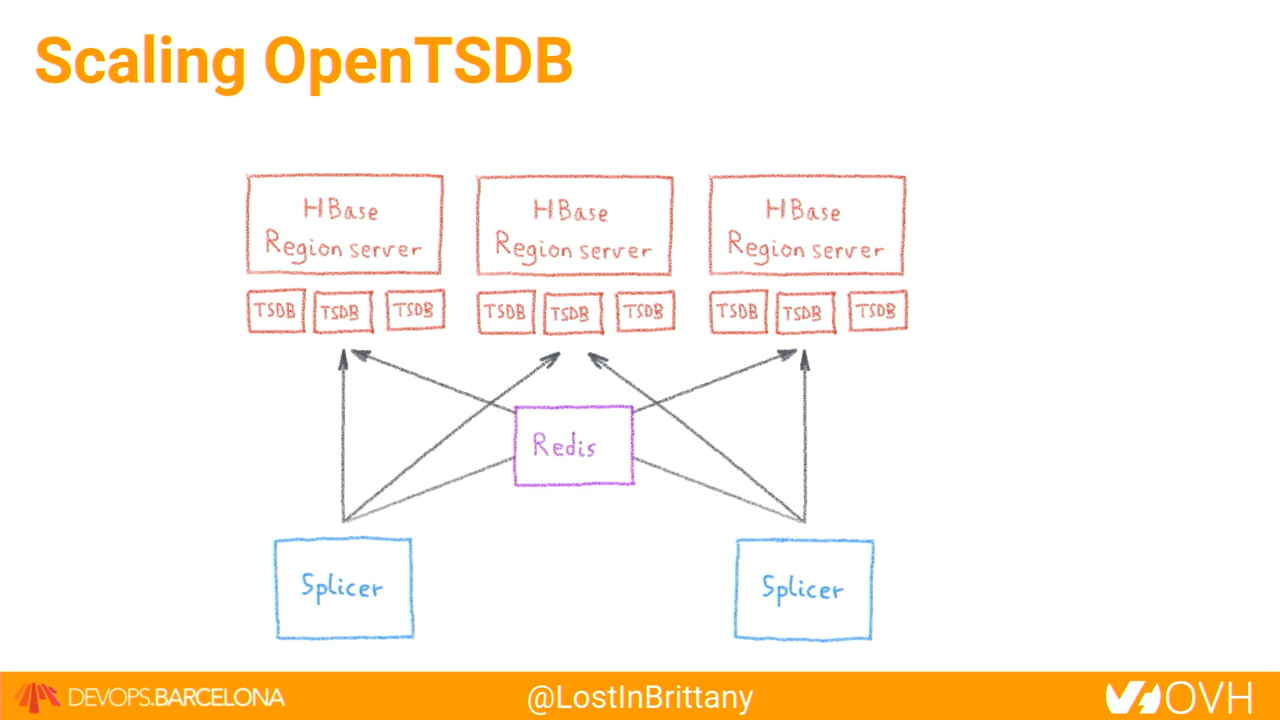 Scaling OpenTSDB
HBase
Region server
HBase
Region server
HBase
Region server
TSDB TSDB TSDB
TSDB TSDB TSDB
TSDB TSDB TSDB
Redis
Splicer
Splicer
DEVOPS.BARCELONA
@LostInBrittany
OVH